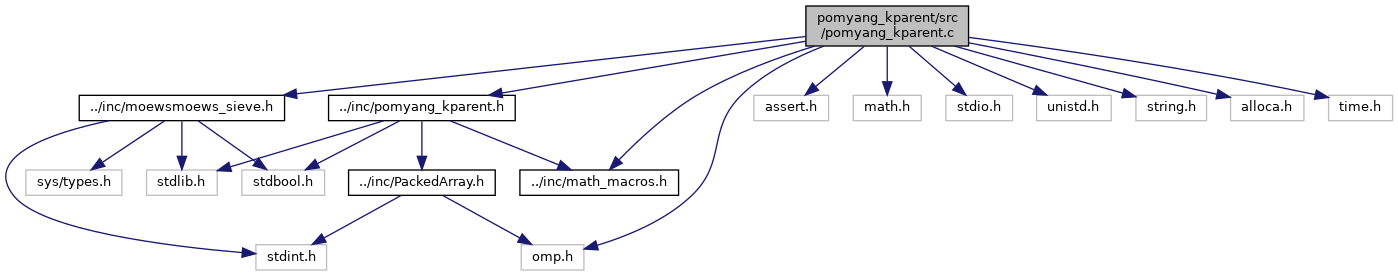 pomyang_kparent/src
/pomyang_kparent.c
../inc/moewsmoews_sieve.h
../inc/pomyang_kparent.h
assert.h
math.h
stdio.h
unistd.h
string.h
alloca.h
time.h
sys/types.h
stdlib.h
stdbool.h
../inc/PackedArray.h
../inc/math_macros.h
stdint.h
omp.h